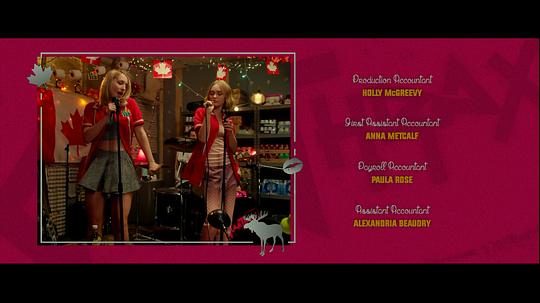 Production Accountant
HOLLY McGREEVY
First Assistant Accountant
ANNA METCALF
Payroll Accountant
PAULA ROSE
Assistant Accountant
ALEXANDRIA BEAUDRY